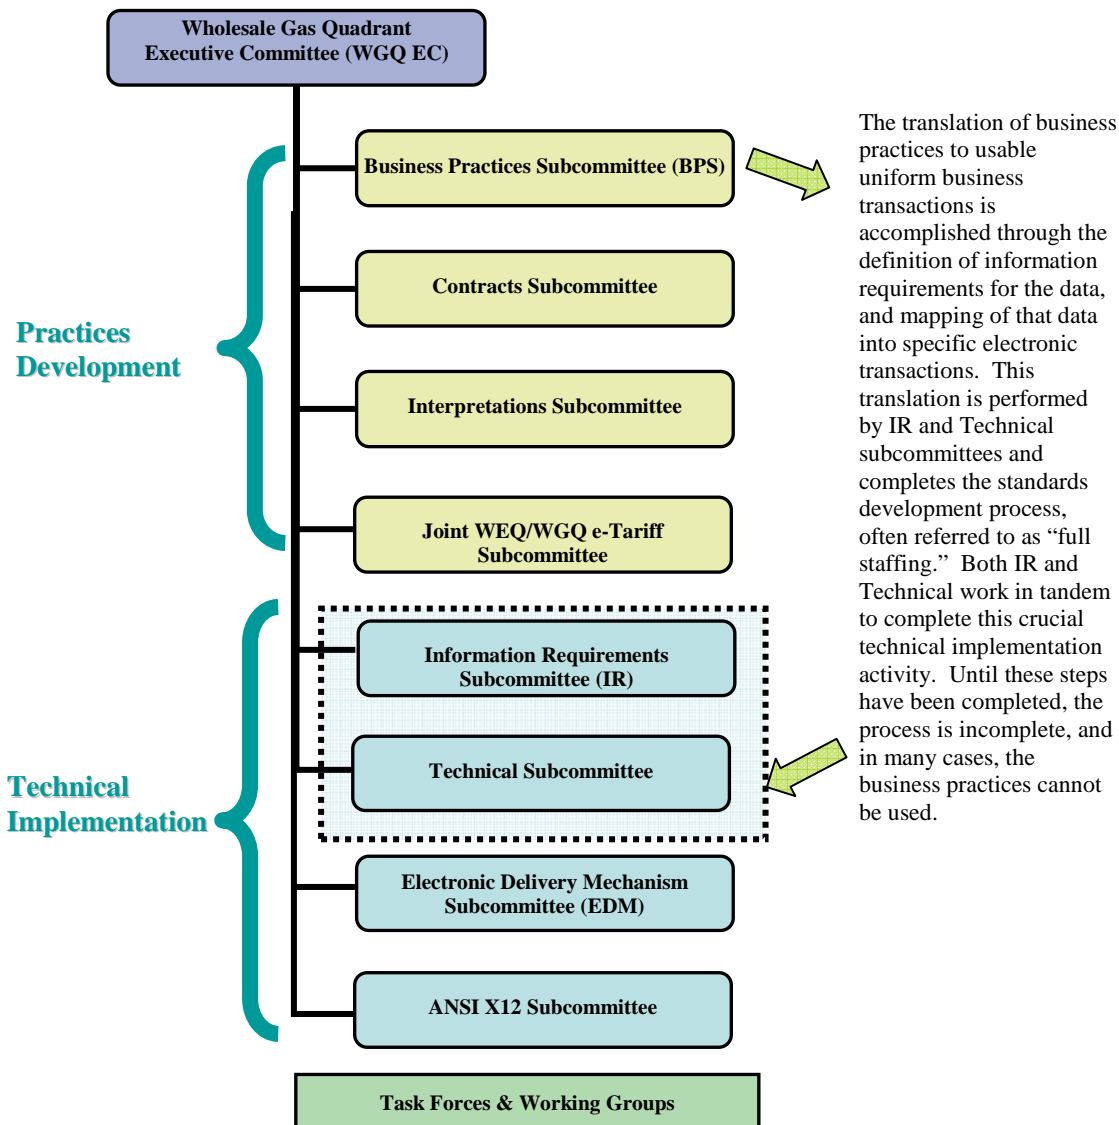 Wholesale Gas Quadrant
Executive Committee (WGQ EC)
Business Practices Subcommittee (BPS)
Contracts Subcommittee
Practices
Development
Interpretations Subcommittee
Joint WEQ/WGQ e-Tariff
Subcommittee
Information Requirements
Subcommittee (IR)
Technical Subcommittee
Technical
Implementation
Electronic Delivery Mechanism
Subcommittee (EDM)
ANSI X12 Subcommittee
Task Forces & Working Groups
The translation of business
practices to usable
uniform business
transactions is
accomplished through the
definition of information
requirements for the data,
and mapping of that data
into specific electronic
transactions.  This
translation is performed
by IR and Technical
subcommittees and
completes the standards
development process,
often referred to as “full
staffing.”  Both IR and
Technical work in tandem
to complete this crucial
technical implementation
activity.  Until these steps
have been completed, the
process is incomplete, and
in many cases, the
business practices cannot
be used.